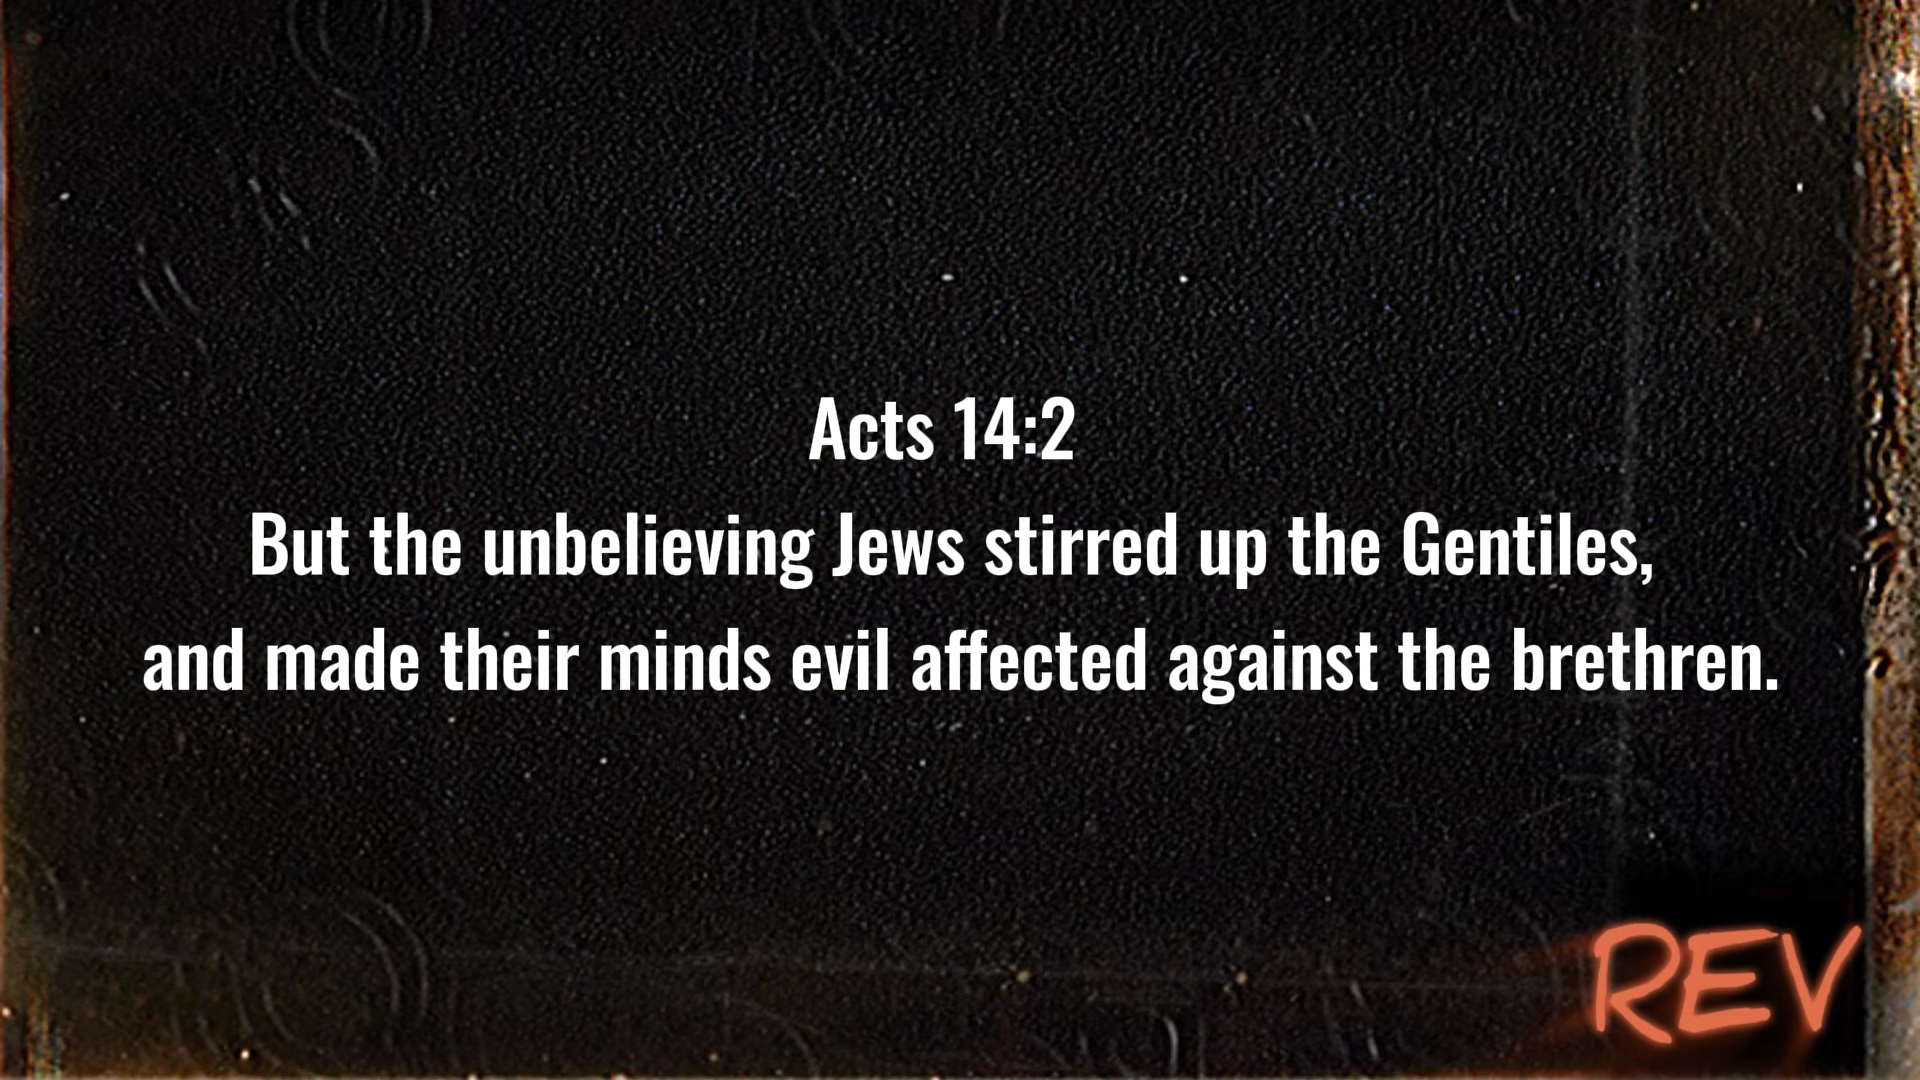 Acts 14:2
But the unbelieving Jews stirred up the Gentiles,
and made their minds evil affected against the brethren.
REV